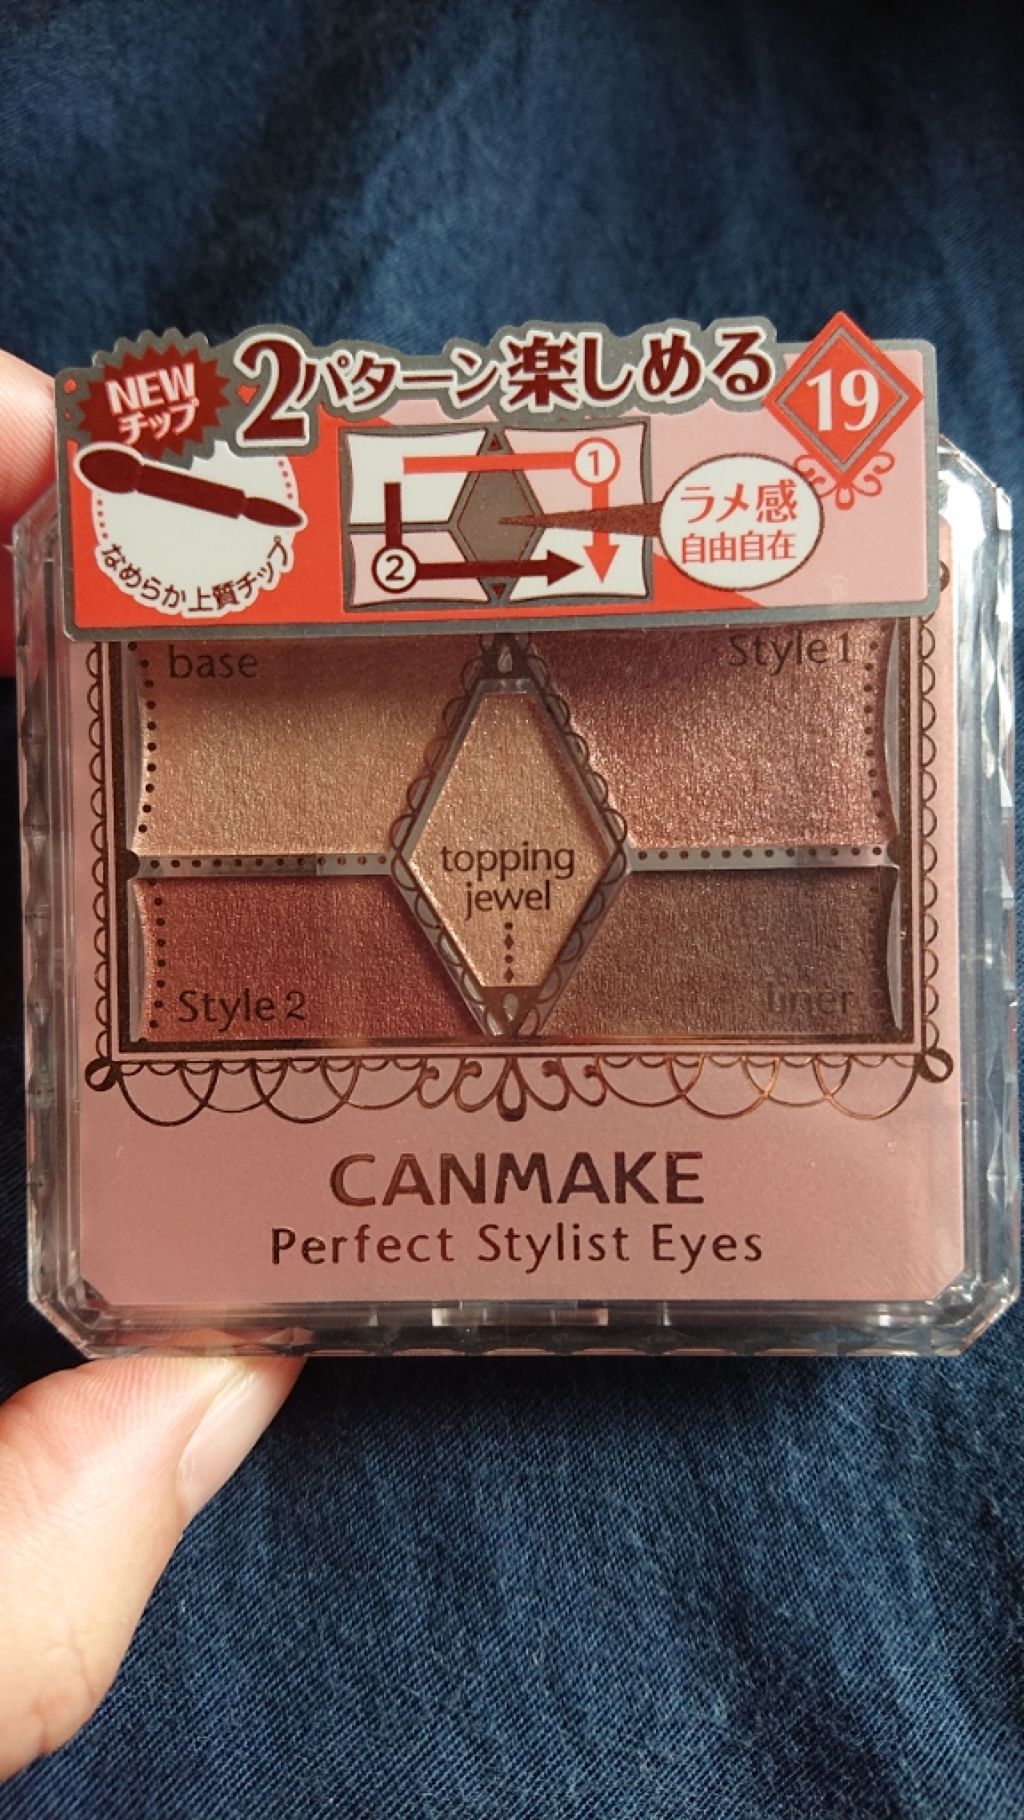 NEW
チップ
2パターン楽しめる
19
①
②
ラメ感
自由自在
なめらか上質チップ
base
Style1
topping
jewel
Style2
liner
CANMAKE
Perfect Stylist Eyes